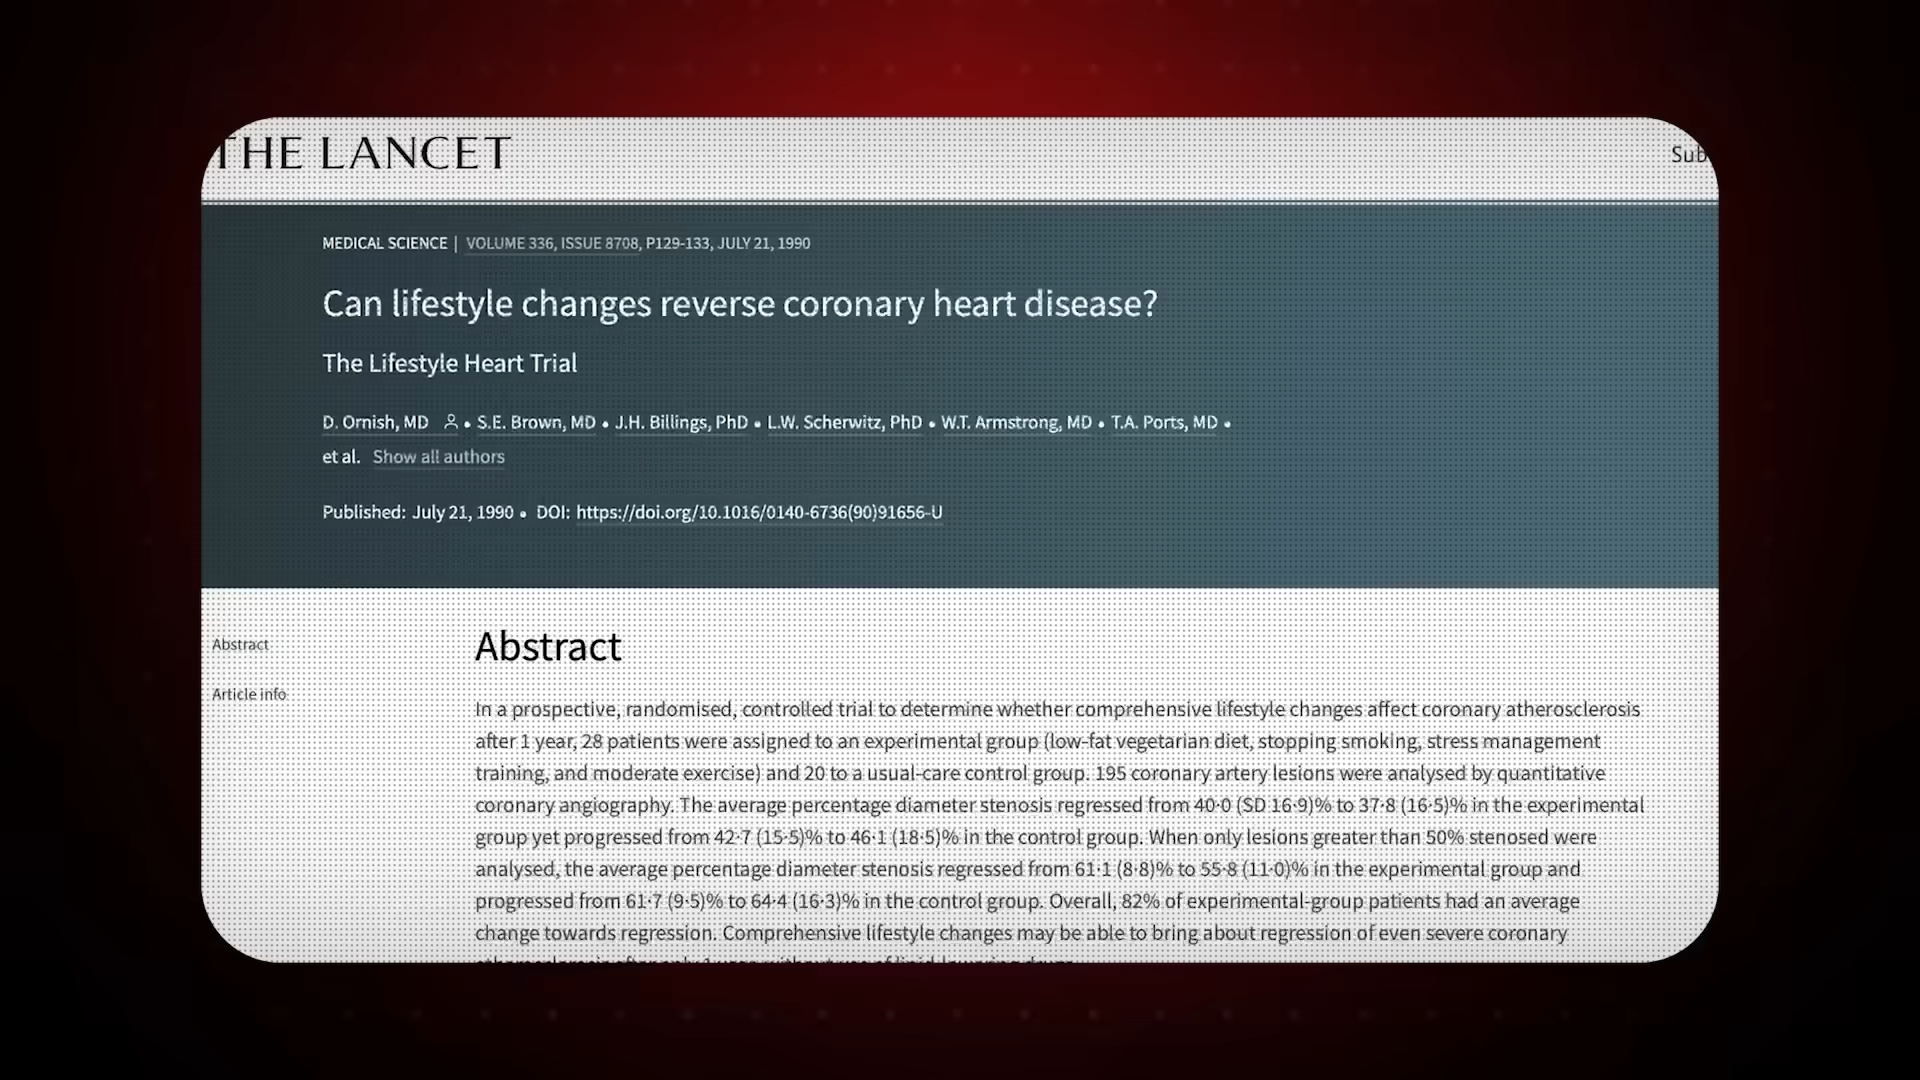 THE LANCET
Sub
MEDICAL SCIENCE | VOLUME 336, ISSUE 8708, P129-133, JULY 21, 1990
Can lifestyle changes reverse coronary heart disease?
The Lifestyle Heart Trial
D. Ornish, MD • S.E. Brown, MD • J.H. Billings, PhD • L.W. Scherwitz, PhD • W.T. Armstrong, MD • T.A. Ports, MD •
et al. Show all authors
Published: July 21, 1990 • DOI: https://doi.org/10.1016/0140-6736(90)91656-U
Abstract
Article info
Abstract
In a prospective, randomised, controlled trial to determine whether comprehensive lifestyle changes affect coronary atherosclerosis
after 1 year, 28 patients were assigned to an experimental group (low-fat vegetarian diet, stopping smoking, stress management
training, and moderate exercise) and 20 to a usual-care control group. 195 coronary artery lesions were analysed by quantitative
coronary angiography. The average percentage diameter stenosis regressed from 40·0 (SD 16·9)% to 37·8 (16·5)% in the experimental
group yet progressed from 42·7 (15·5)% to 46·1 (18·5)% in the control group. When only lesions greater than 50% stenosed were
analysed, the average percentage diameter stenosis regressed from 61·1 (8·8)% to 55·8 (11·0)% in the experimental group and
progressed from 61·7 (9·5)% to 64·4 (16·3)% in the control group. Overall, 82% of experimental-group patients had an average
change towards regression. Comprehensive lifestyle changes may be able to bring about regression of even severe coronary